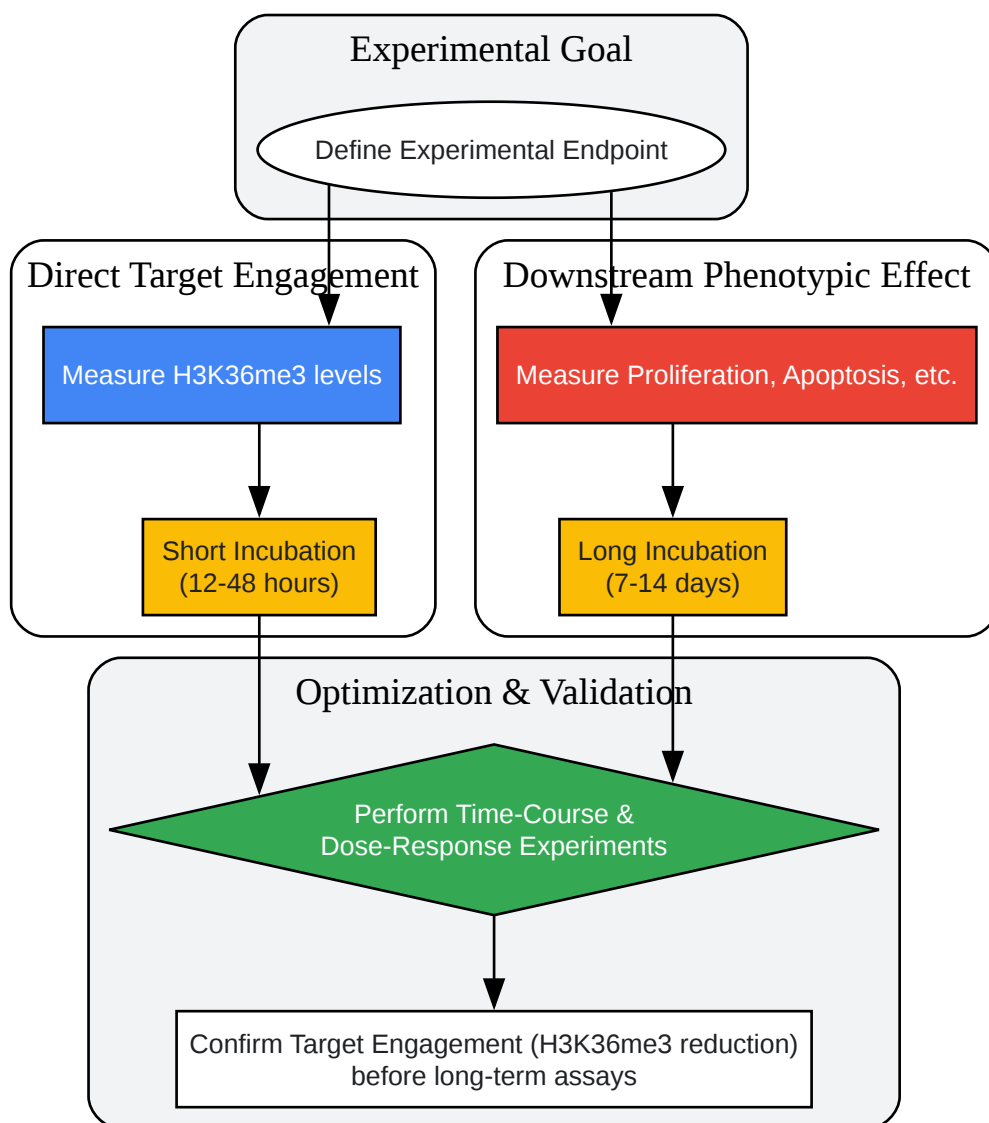 Experimental Goal
Define Experimental Endpoint
Direct Target Engagement
Measure H3K36me3 levels
Short Incubation
(12-48 hours)
Downstream Phenotypic Effect
Measure Proliferation, Apoptosis, etc.
Long Incubation
(7-14 days)
Optimization & Validation
Perform Time-Course &
Dose-Response Experiments
Confirm Target Engagement (H3K36me3 reduction)
before long-term assays